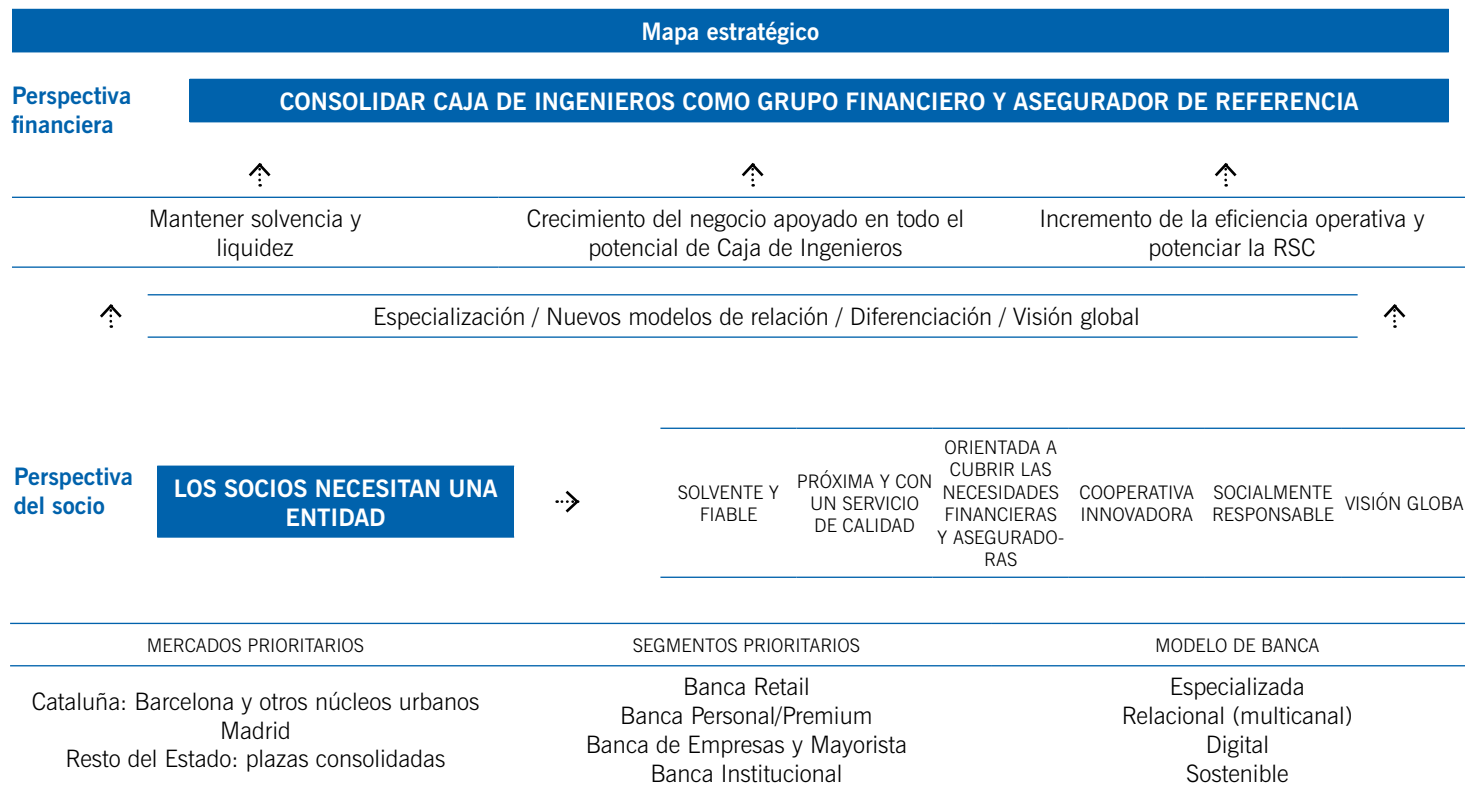 Mapa estratégico
Perspectiva
financiera
CONSOLIDAR CAJA DE INGENIEROS COMO GRUPO FINANCIERO Y ASEGURADOR DE REFERENCIA
Mantener solvencia y
liquidez
Crecimiento del negocio apoyado en todo el
potencial de Caja de Ingenieros
Incremento de la eficiencia operativa y
potenciar la RSC
Especialización / Nuevos modelos de relación / Diferenciación / Visión global
Perspectiva
del socio
LOS SOCIOS NECESITAN UNA
ENTIDAD
SOLVENTE Y
FIABLE
PRÓXIMA Y CON
UN SERVICIO
DE CALIDAD
ORIENTADA A
CUBRIR LAS
NECESIDADES
FINANCIERAS
Y ASEGURADO-
RAS
COOPERATIVA
INNOVADORA
SOCIALMENTE
RESPONSABLE
VISIÓN GLOBA
MERCADOS PRIORITARIOS
Cataluña: Barcelona y otros núcleos urbanos
Madrid
Resto del Estado: plazas consolidadas
SEGMENTOS PRIORITARIOS
Banca Retail
Banca Personal/Premium
Banca de Empresas y Mayorista
Banca Institucional
MODELO DE BANCA
Especializada
Relacional (multicanal)
Digital
Sostenible